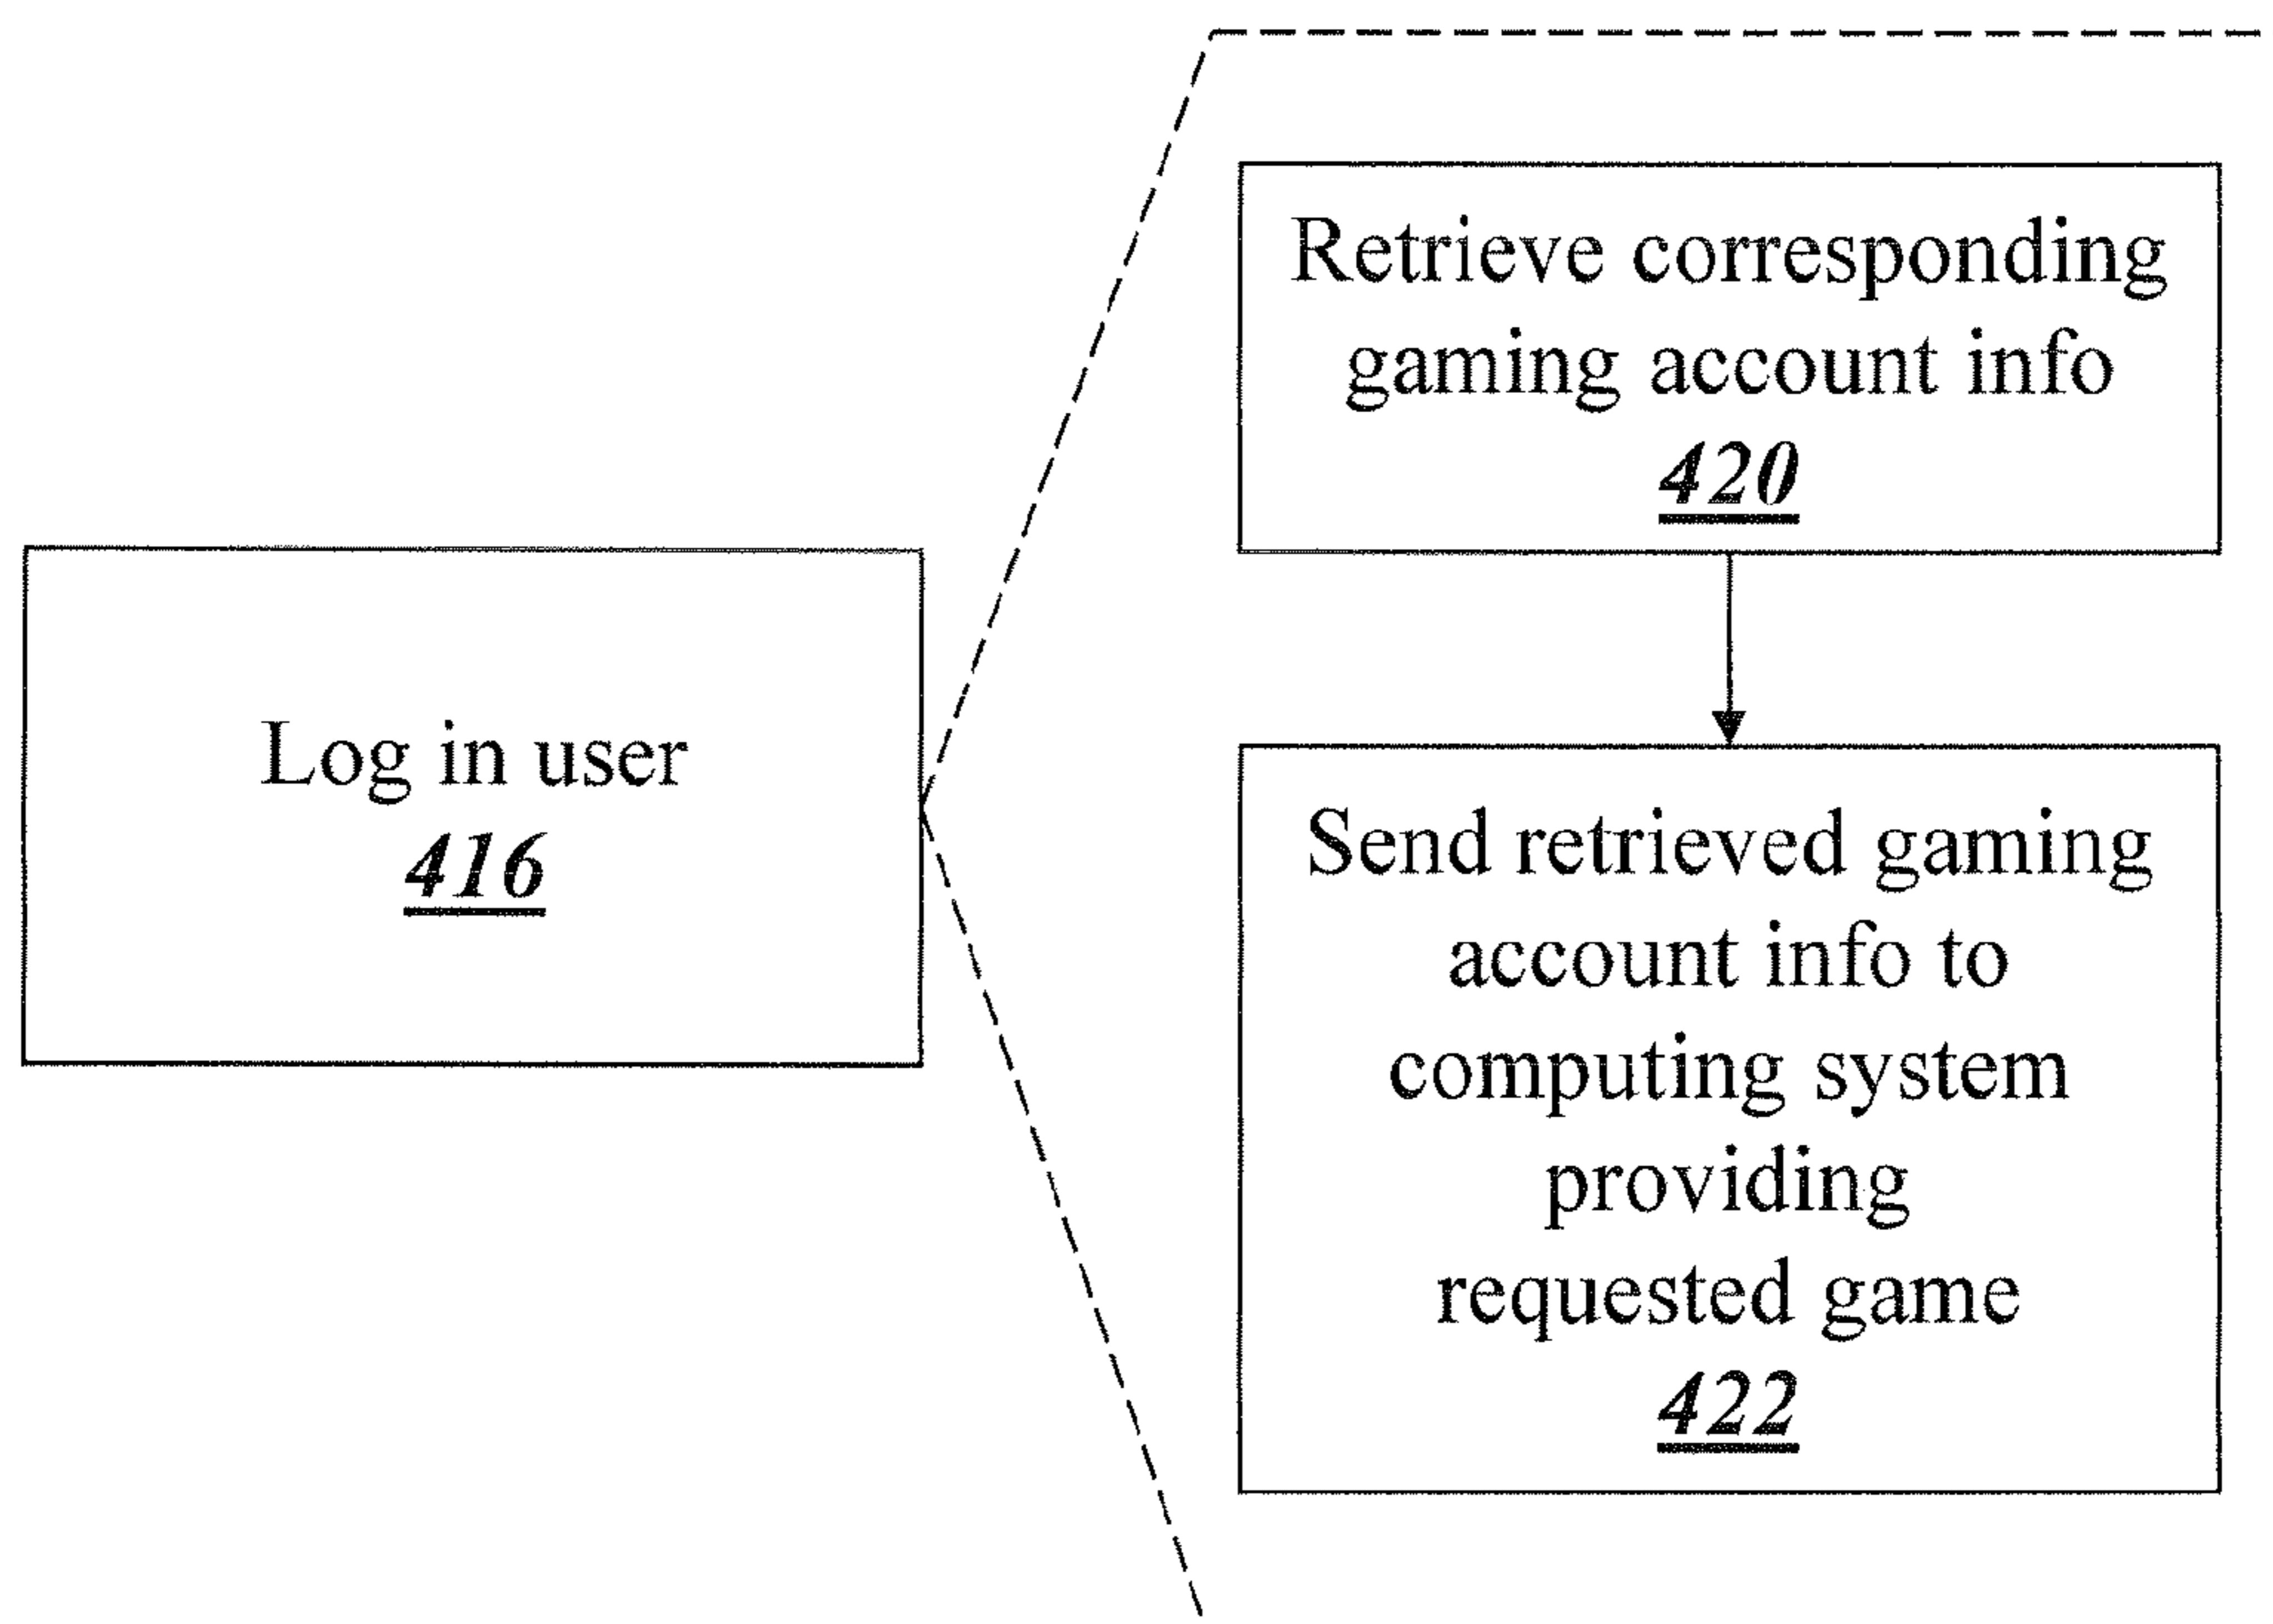 Log in user
416
Retrieve corresponding
gaming account info
420
Send retrieved gaming
account info to
computing system
providing
requested game
422